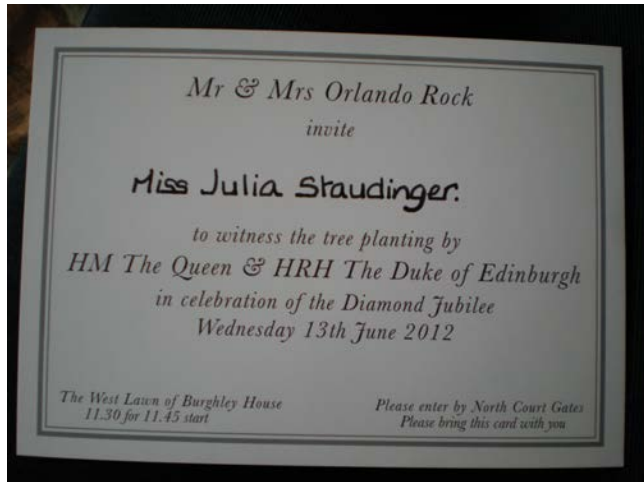 Mr & Mrs Orlando Rock
invite
Miss Julia Staudinger.
to witness the tree planting by
HM The Queen & HRH The Duke of Edinburgh
in celebration of the Diamond Jubilee
Wednesday 13th June 2012
The West Lawn of Burghley House
11.30 for 11.45 start
Please enter by North Court Gates
Please bring this card with you